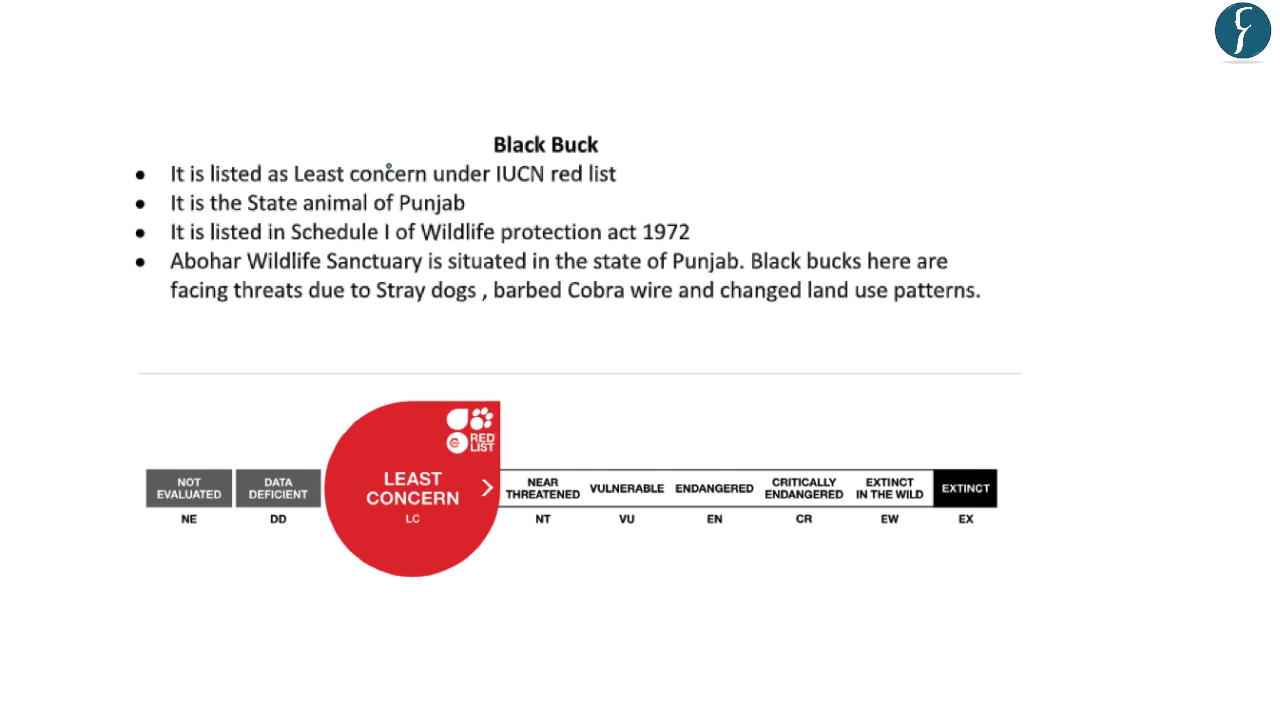 Black Buck
• It is listed as Least concern under IUCN red list
• It is the State animal of Punjab
• It is listed in Schedule I of Wildlife protection act 1972
• Abohar Wildlife Sanctuary is situated in the state of Punjab. Black bucks here are
facing threats due to Stray dogs , barbed Cobra wire and changed land use patterns.
RED
LIST
NOT
EVALUATED
DATA
DEFICIENT
LEAST
CONCERN
NEAR
THREATENED
VULNERABLE
ENDANGERED
CRITICALLY
ENDANGERED
EXTINCT
IN THE WILD
EXTINCT
NE DD LC NT VU EN CR EW EX